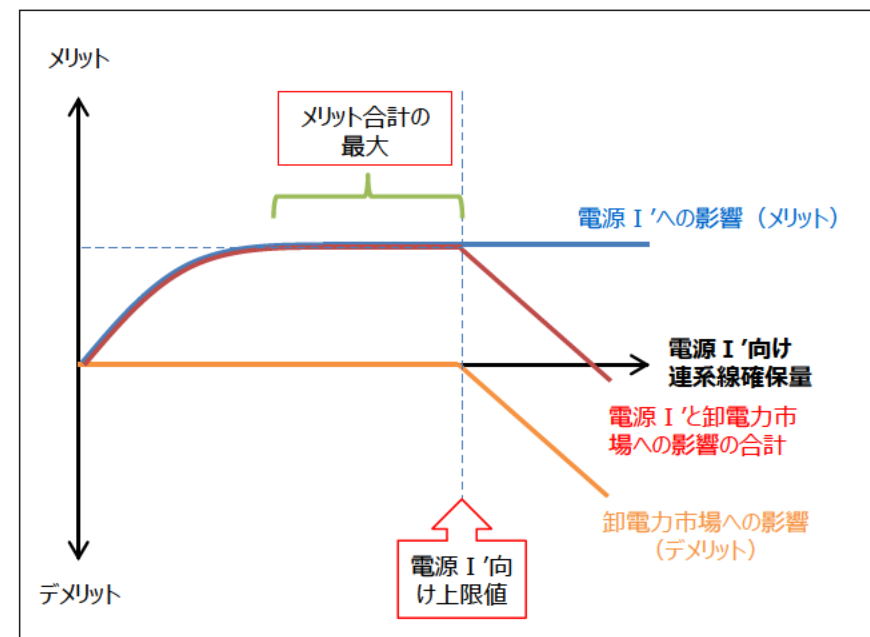 メリット
メリット合計の
最大
電源Ⅰ′への影響（メリット）
電源Ⅰ′向け
連系線確保量
電源Ⅰ′と卸電力市
場への影響の合計
卸電力市場への影響
（デメリット）
電源Ⅰ′向
け上限値
デメリット